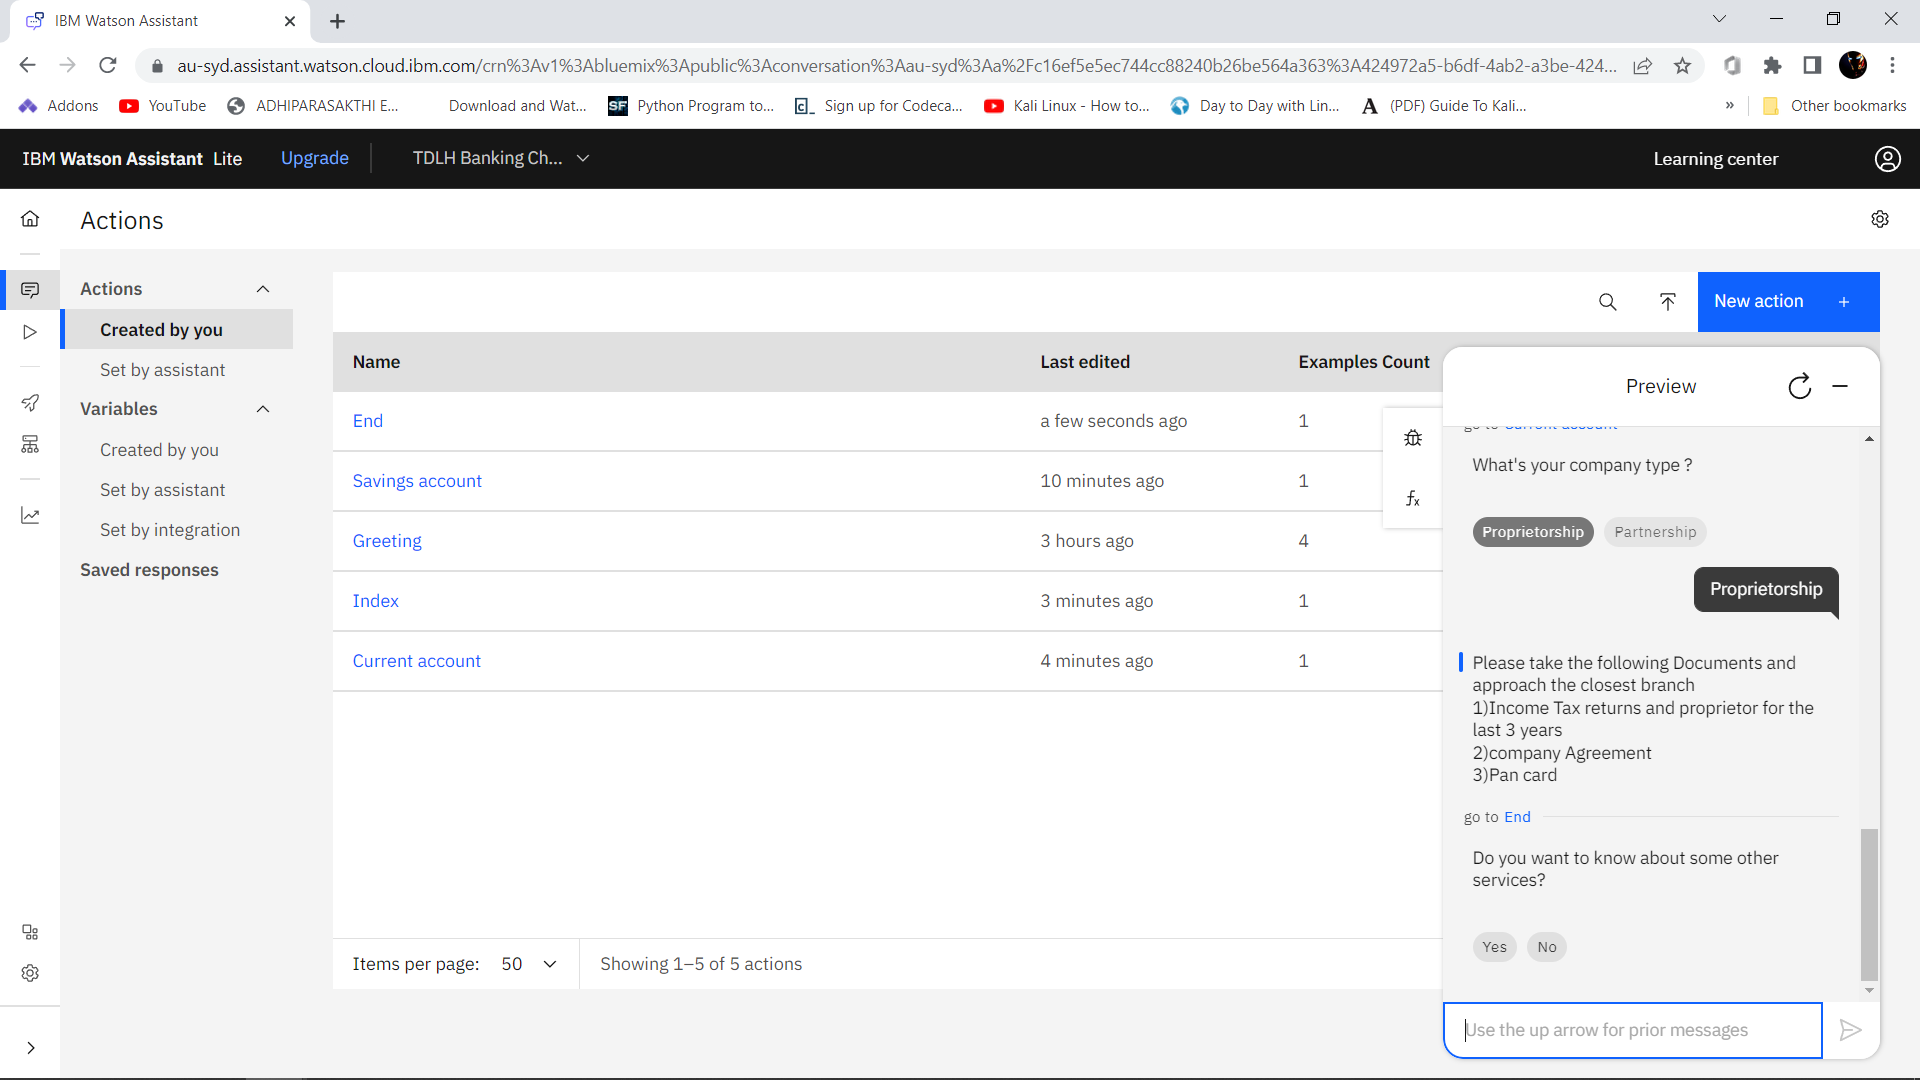 IBM Watson Assistant
au-syd.assistant.watson.cloud.ibm.com/crn%3Av1%3Abluemix%3Apublic%3Aconversation%3Aau-syd%3Aa%2Fc16ef5e5ec744cc88240b26be564a363%3A424972a5-b6df-4ab2-a3be-424...
Addons YouTube ADHIPARASAKTHI E... Download and Wat... SF Python Program to... Sign up for Codeca... Kali Linux - How to... Day to Day with Lin... A (PDF) Guide To Kali... » Other bookmarks
IBM Watson Assistant Lite Upgrade TDLH Banking Ch... Learning center
Actions
Actions
Created by you
Set by assistant
Variables
Created by you
Set by assistant
Set by integration
Saved responses
New action +
Name Last edited Examples Count
End a few seconds ago 1
Savings account 10 minutes ago 1
Greeting 3 hours ago 4
Index 3 minutes ago 1
Current account 4 minutes ago 1
Items per page: 50 Showing 1–5 of 5 actions
Preview
go to Current account
What's your company type ?
Proprietorship Partnership
Proprietorship
Please take the following Documents and
approach the closest branch
1)Income Tax returns and proprietor for the
last 3 years
2)company Agreement
3)Pan card
go to End
Do you want to know about some other
services?
Yes No
Use the up arrow for prior messages